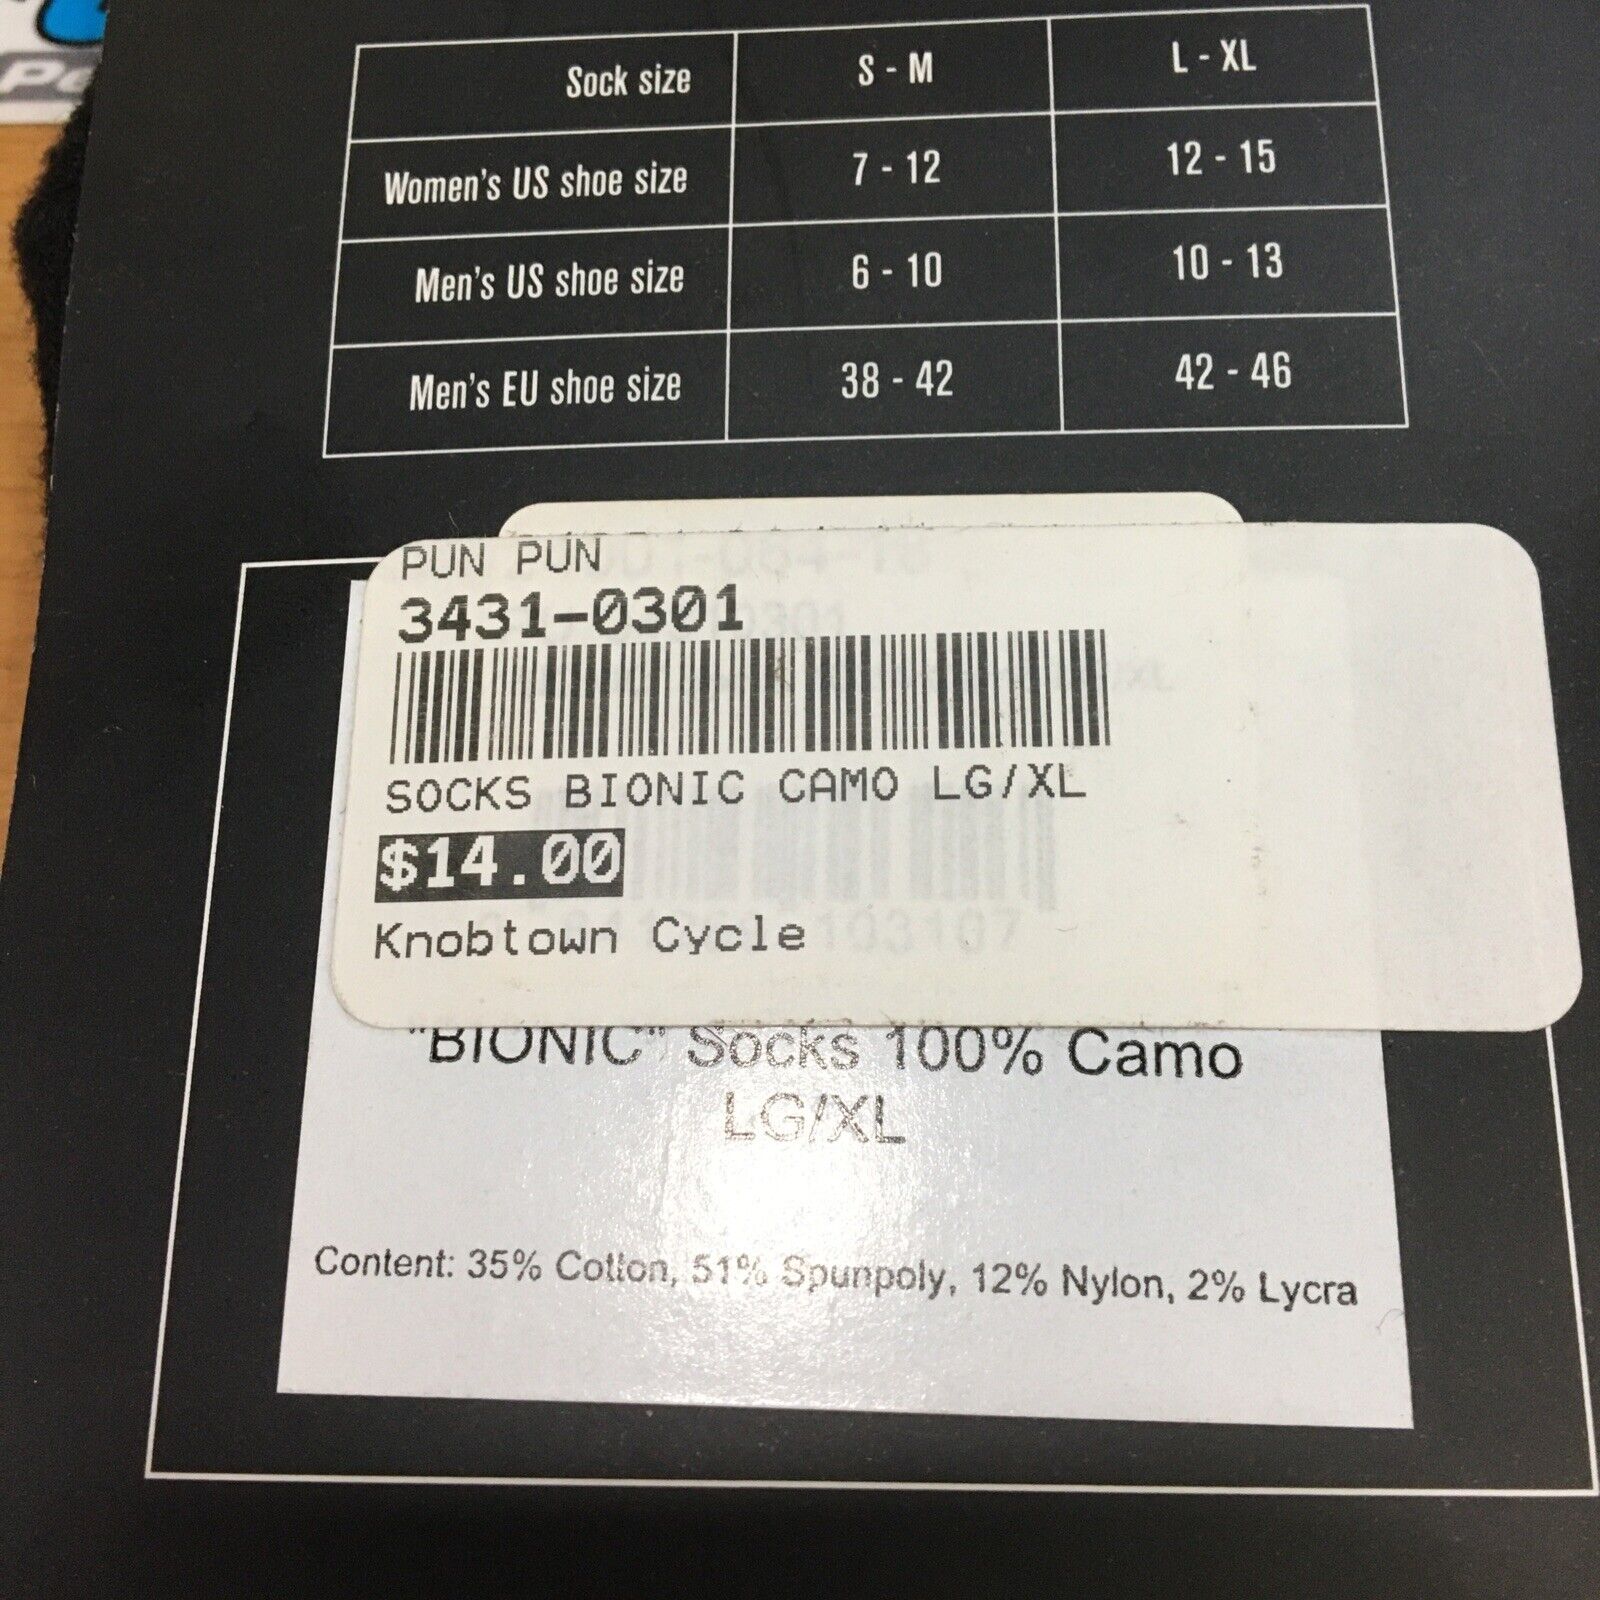 Sock size S - M L - XL
Women's US shoe size 7 - 12 12 - 15
Men's US shoe size 6 - 10 10 - 13
Men's EU shoe size 38 - 42 42 - 46
PUN PUN
3431-0301
SOCKS BIONIC CAMO LG/XL
$14.00
Knobtown Cycle
"BIONIC" Socks 100% Camo
LG/XL
Content: 35% Cotton, 51% Spunpoly, 12% Nylon, 2% Lycra